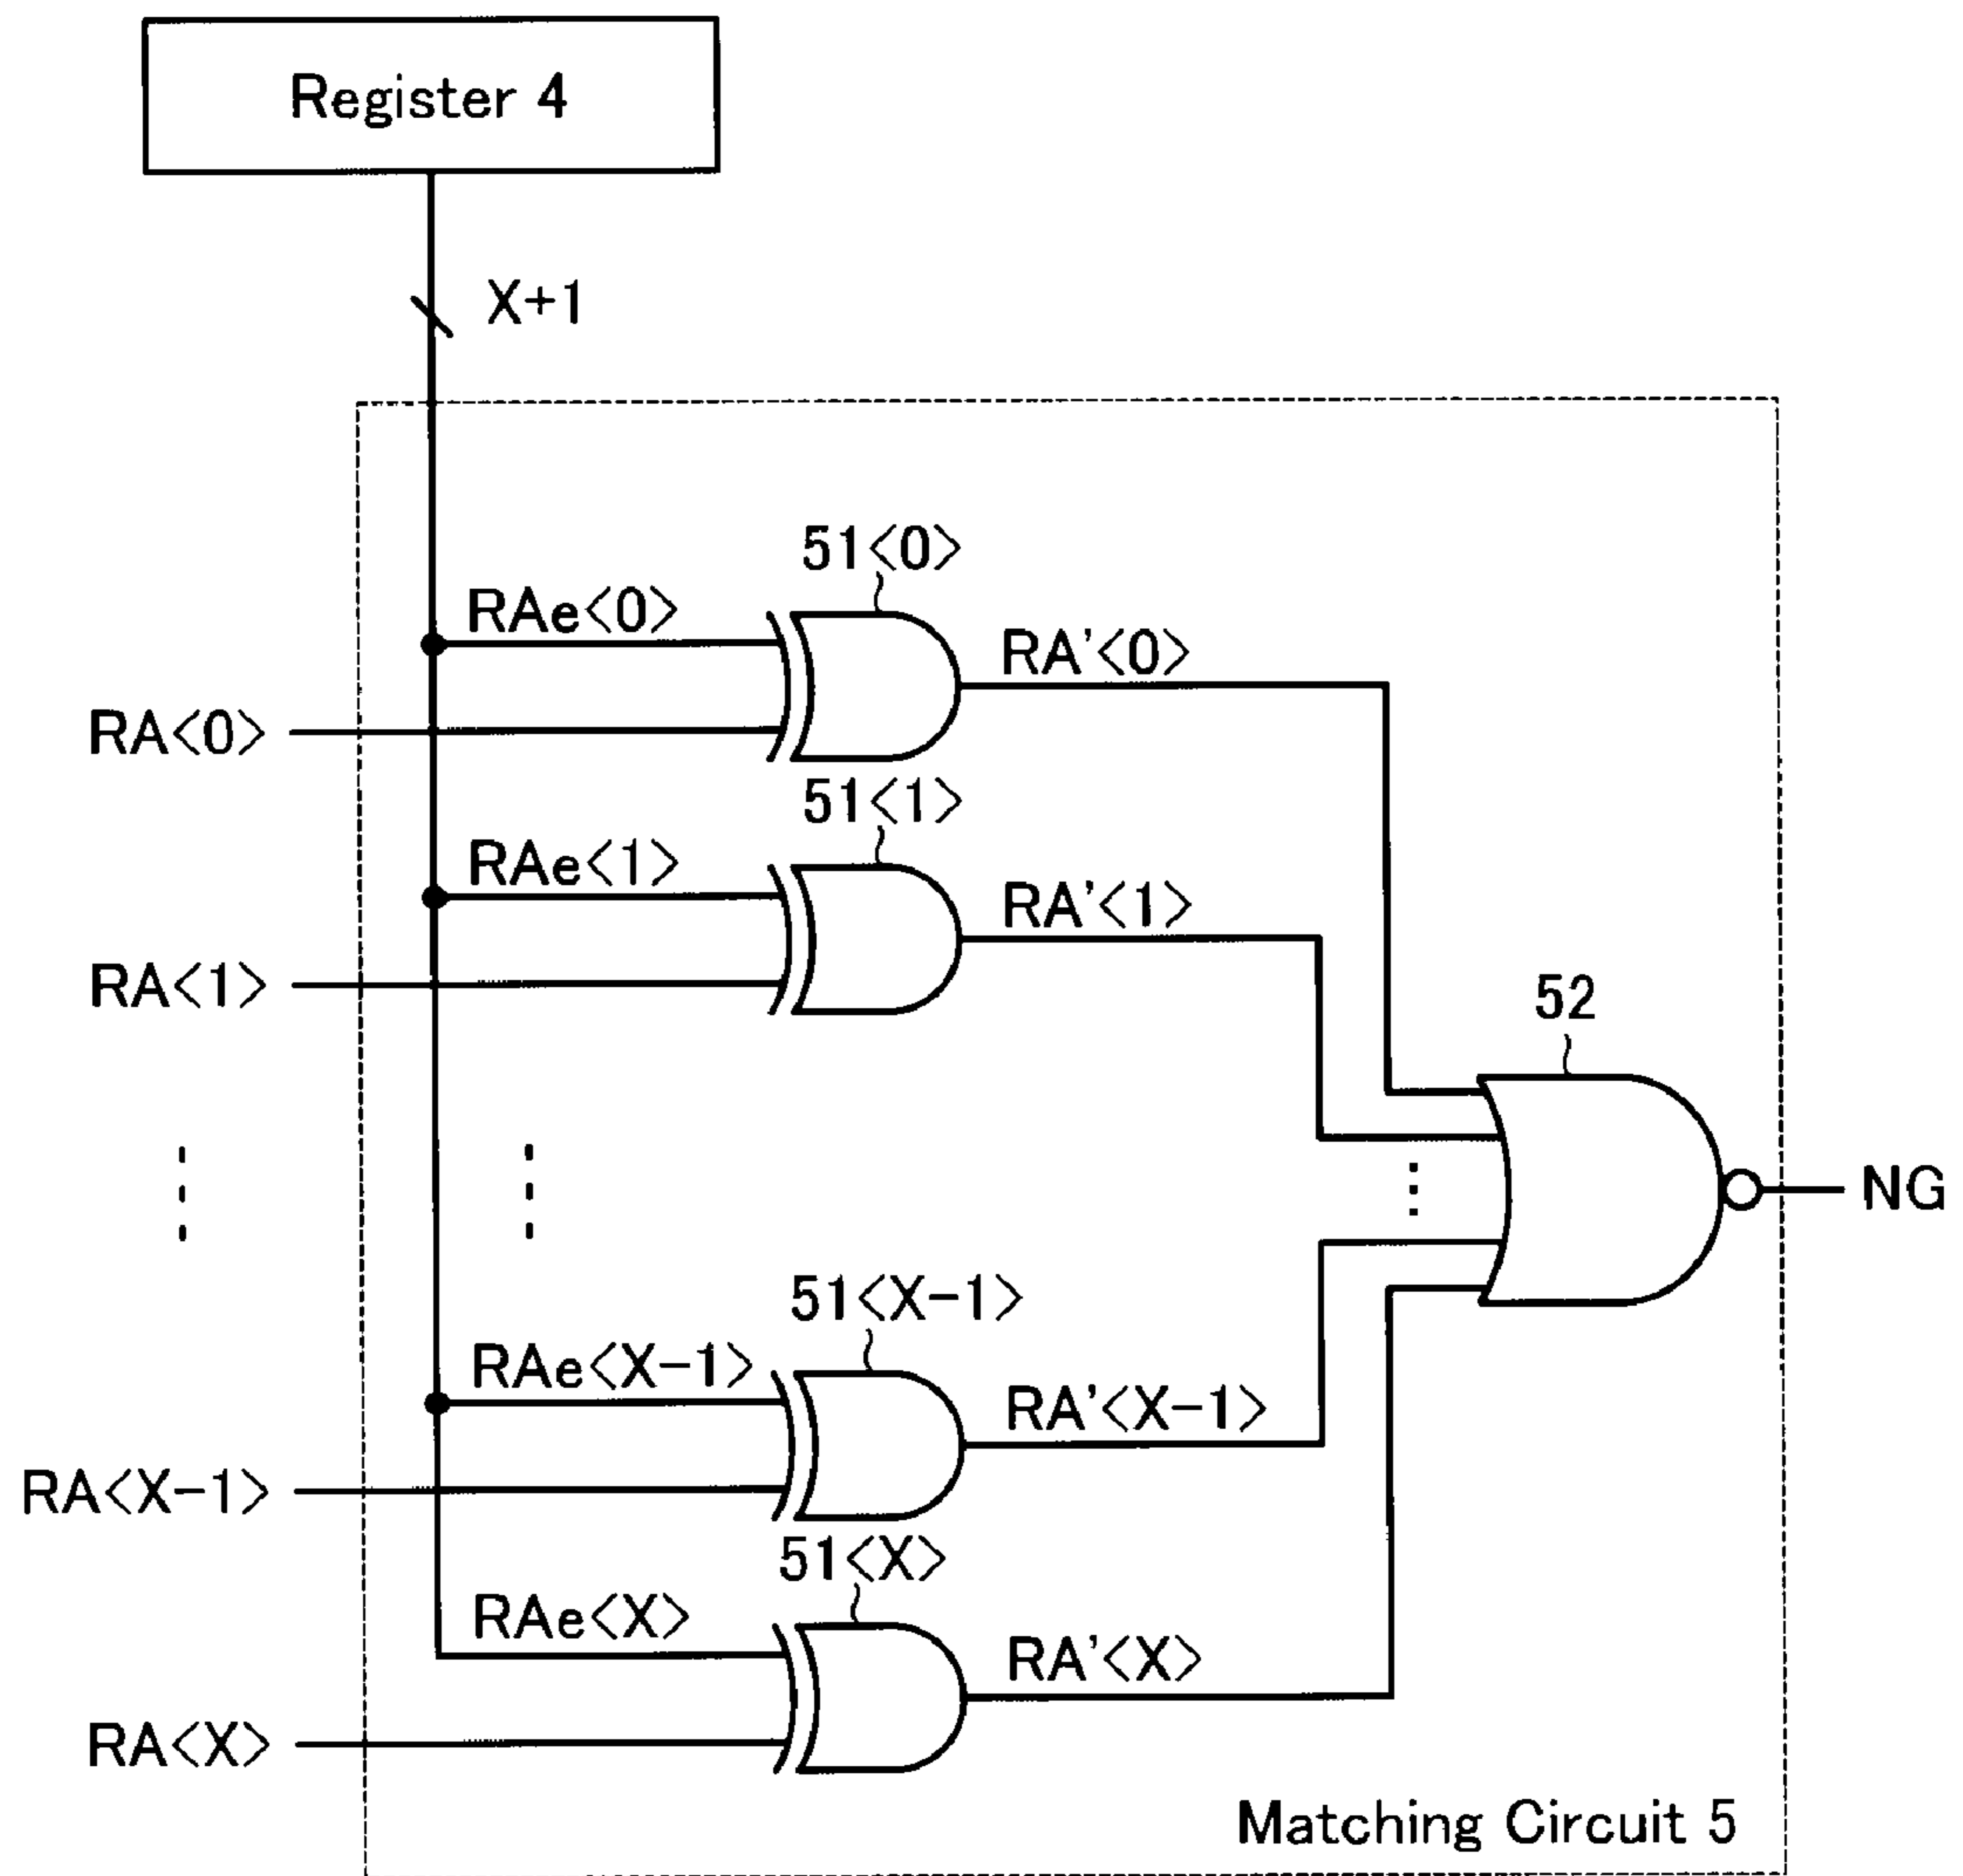 Register 4
X+1
51<0>
RAe<0>
RA'<0>
RA<0>
51<1>
RAe<1>
RA'<1>
RA<1>
52
NG
51<X-1>
RAe<X-1>
RA'<X-1>
RA<X-1>
51<X>
RAe<X>
RA'<X>
RA<X>
Matching Circuit 5